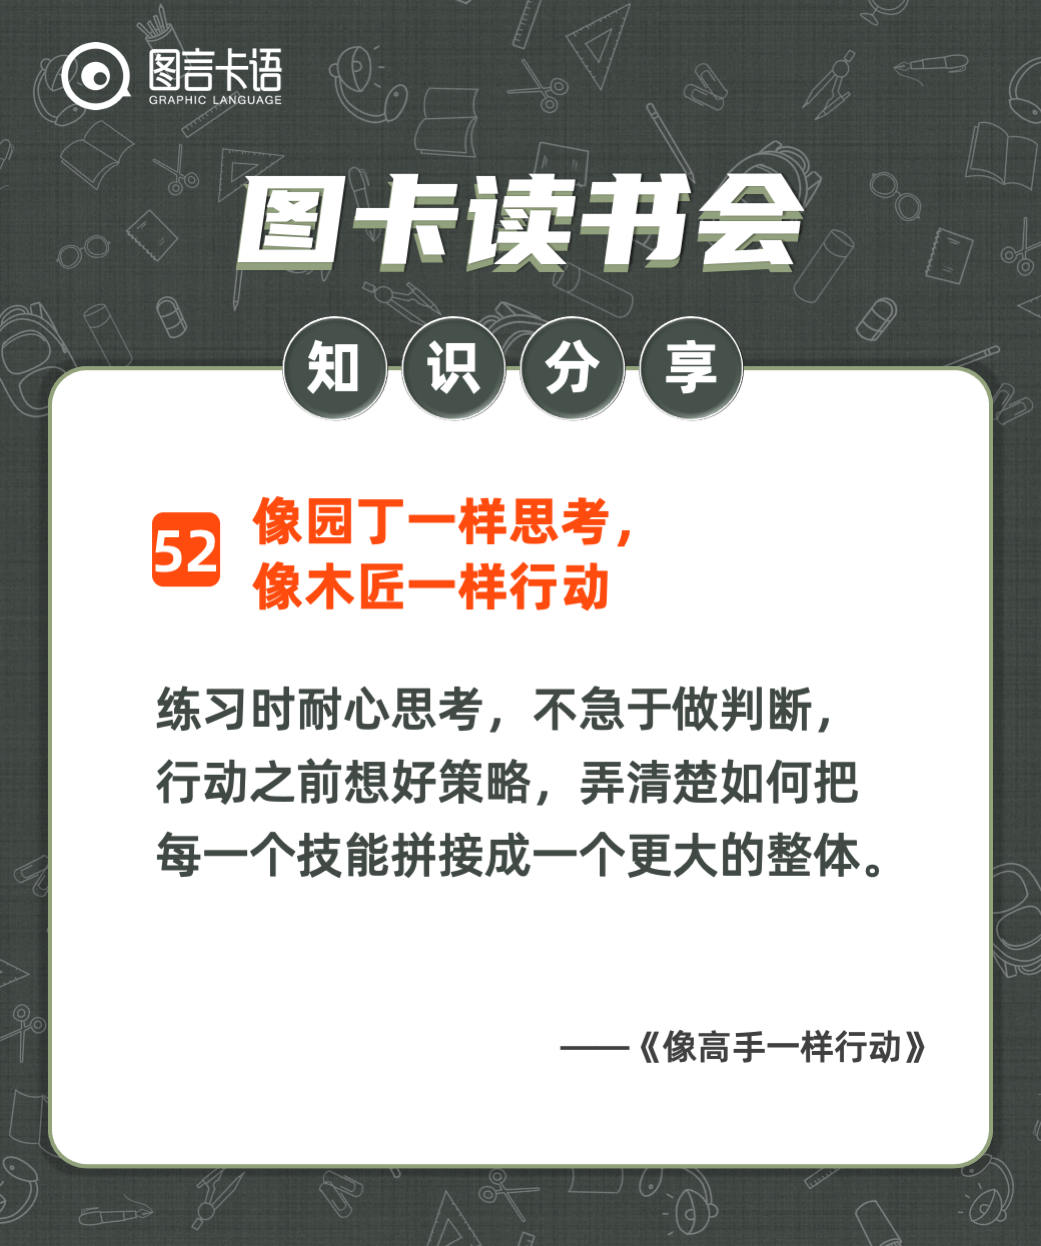 图言卡语
GRAPHIC LANGUAGE
图卡读书会
知识分享
52
像园丁一样思考，
像木匠一样行动
练习时耐心思考，不急于做判断，
行动之前想好策略，弄清楚如何把
每一个技能拼接成一个更大的整体。
——《像高手一样行动》